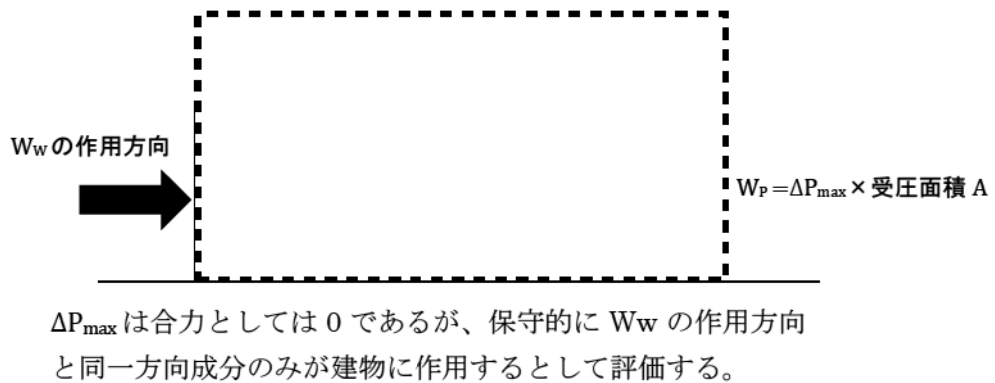 Wwの作用方向
WP=ΔPmax×受圧面積 A
ΔPmaxは合力としては 0 であるが、保守的に Ww の作用方向
と同一方向成分のみが建物に作用するとして評価する。